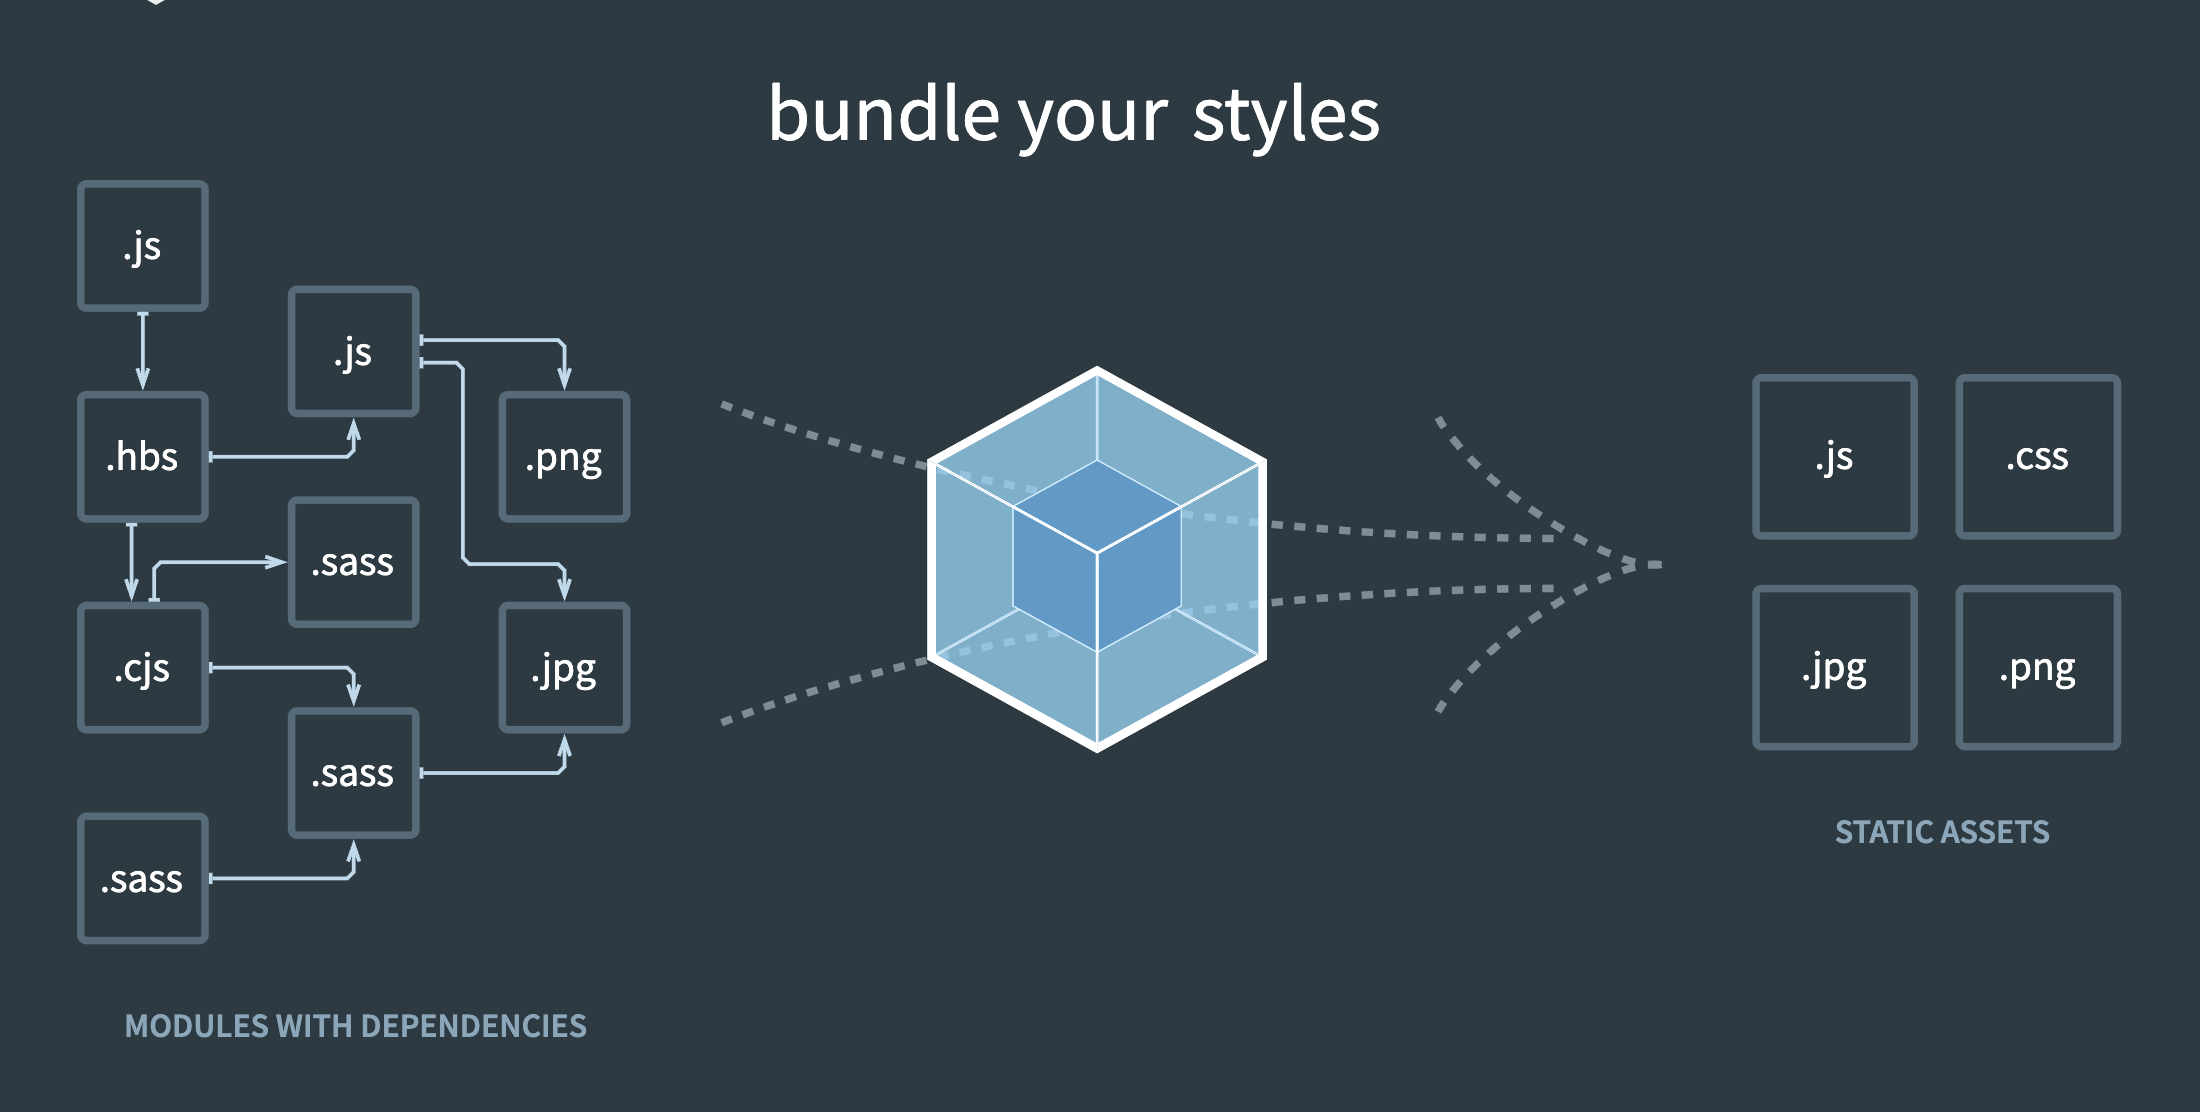 bundle your styles
.js
.js
.hbs
.png
.sass
.cjs
.jpg
.sass
.sass
MODULES WITH DEPENDENCIES
.js
.css
.jpg
.png
STATIC ASSETS